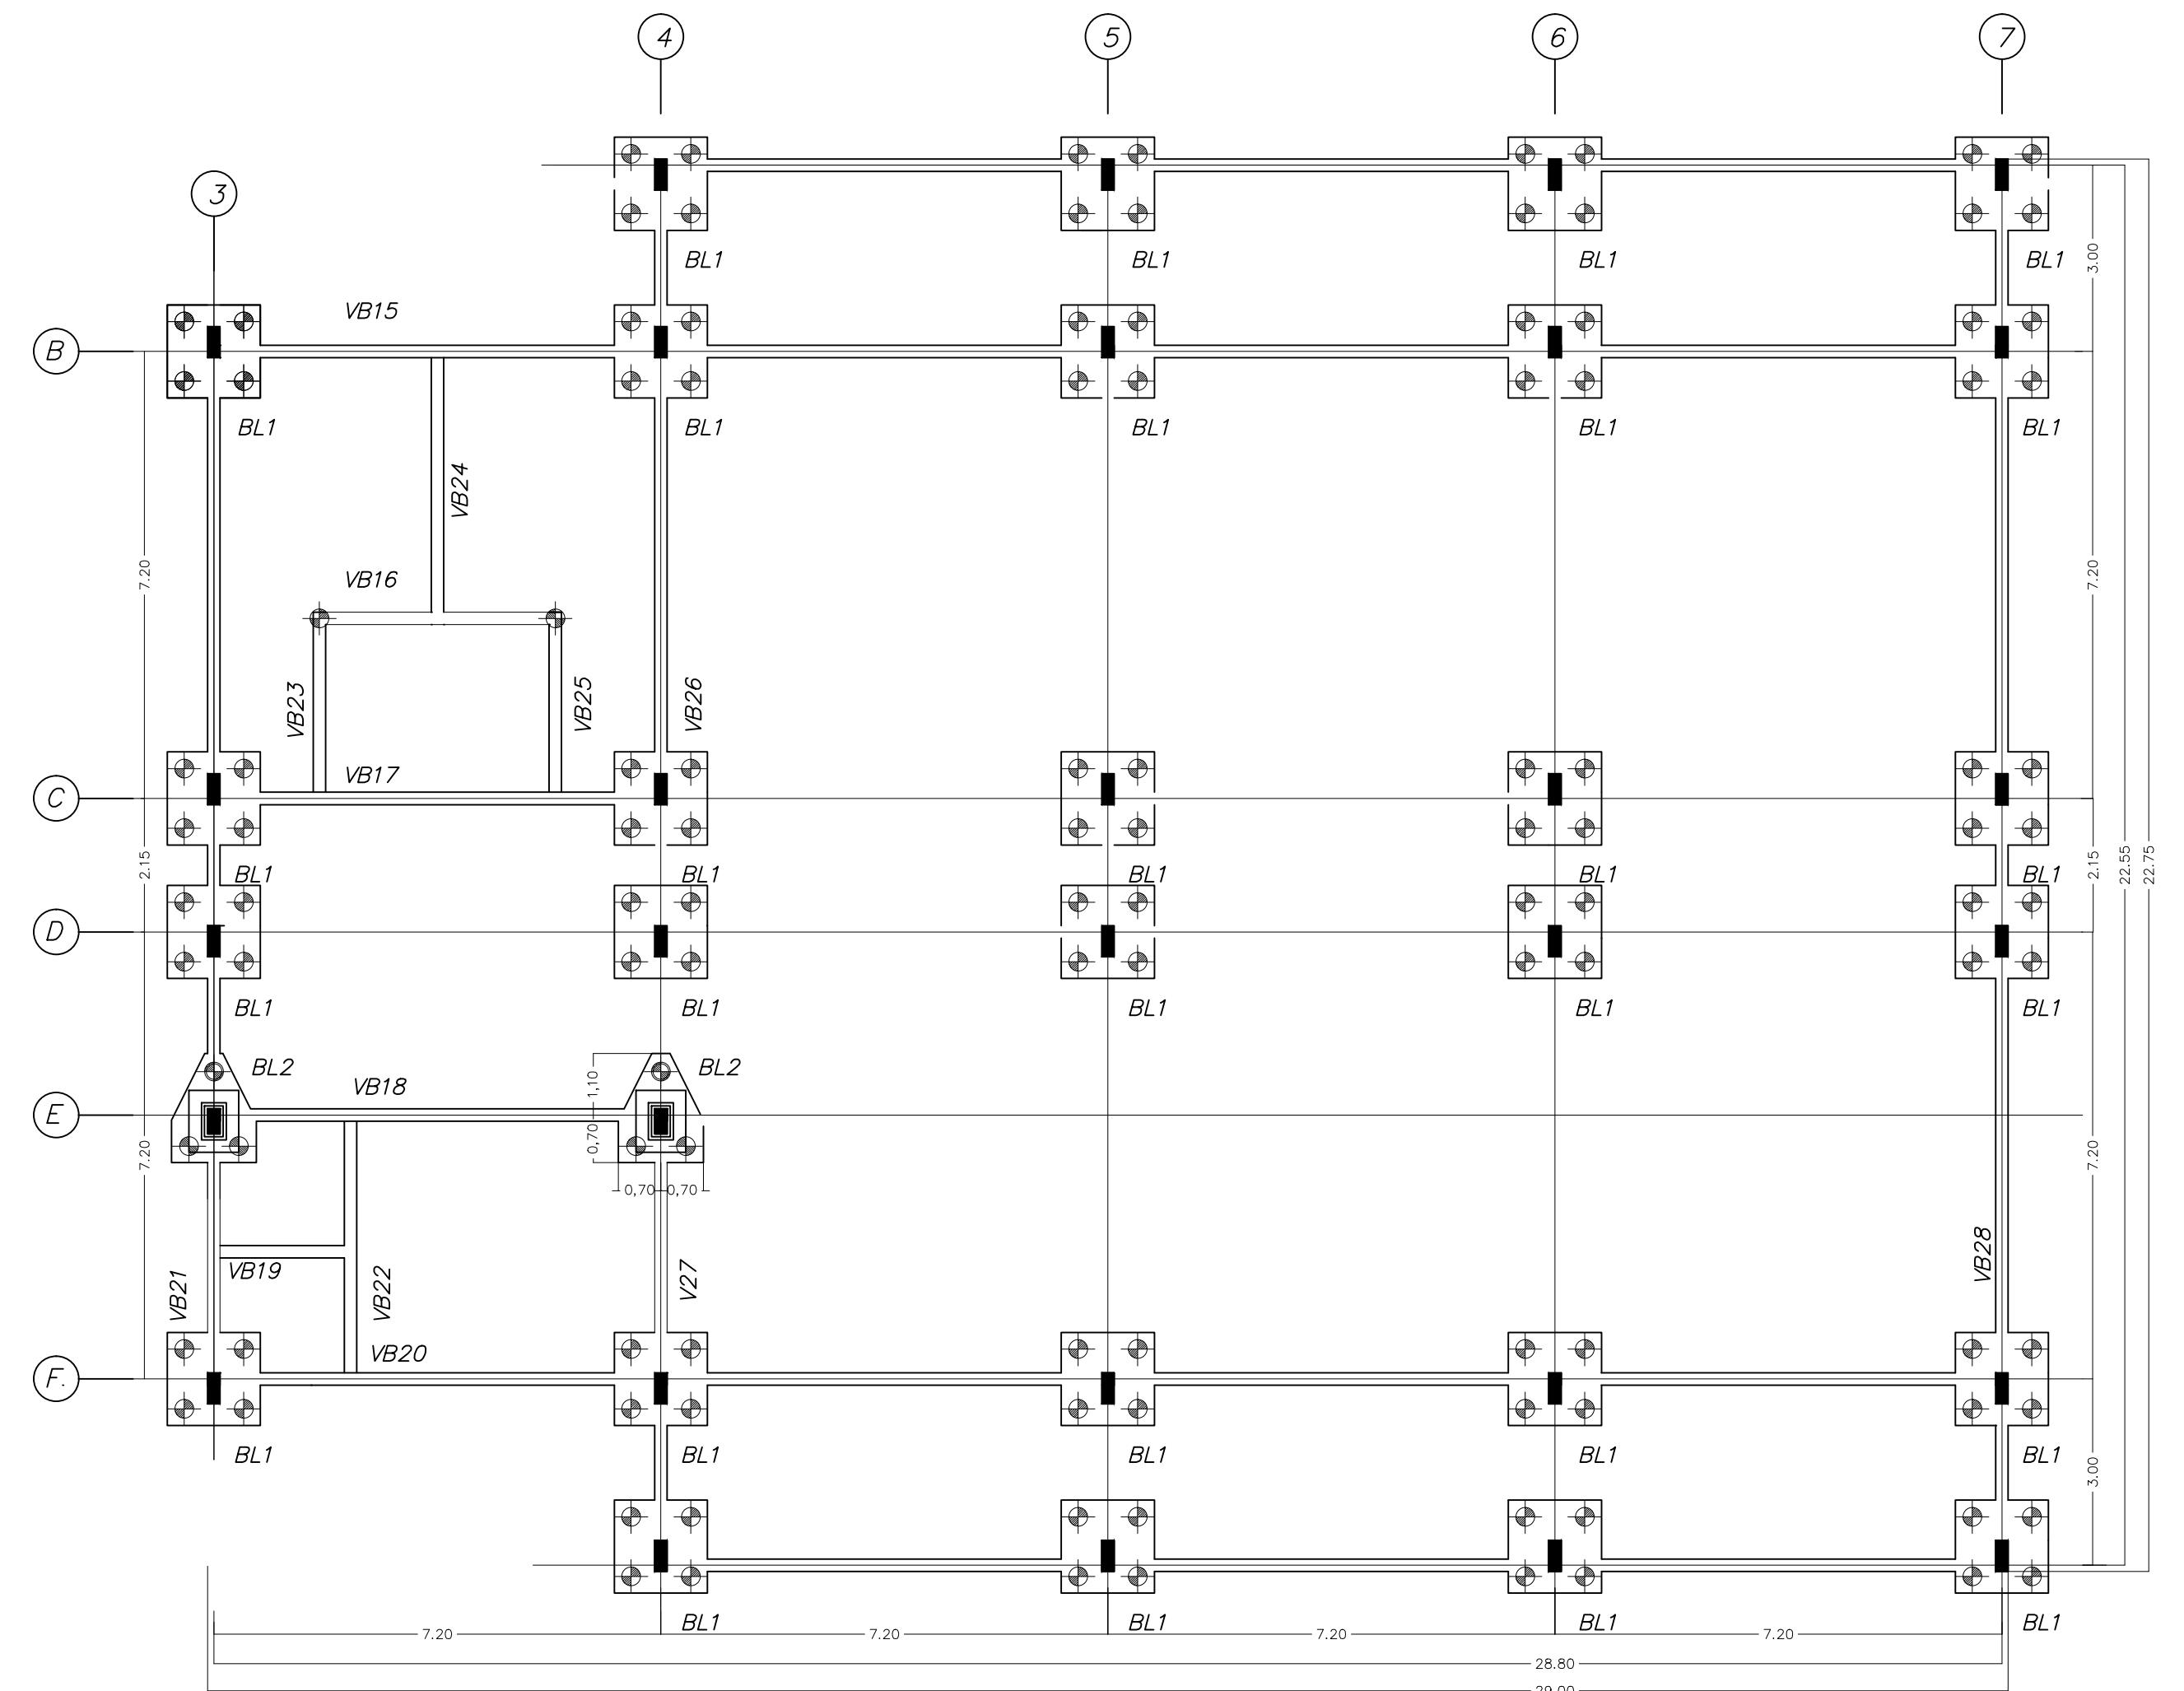 4 5 6 7
3
BL1 BL1 BL1 BL1
3.00
VB15
B
BL1 BL1 BL1 BL1 BL1
VB24
7.20
VB16
7.20
VB23
VB25
VB26
VB17
C
2.15
BL1 BL1 BL1 BL1 BL1
2.15
22.55
22.75
D
BL1 BL1 BL1 BL1 BL1
BL2 BL2
VB18
1,10
E
0,70
7.20
7.20
0,70 0,70
VB19
VB21
VB22
V27
VB28
VB20
F.
BL1 BL1 BL1 BL1 BL1
3.00
BL1 BL1 BL1 BL1
7.20 7.20 7.20 7.20
28.80
29.00